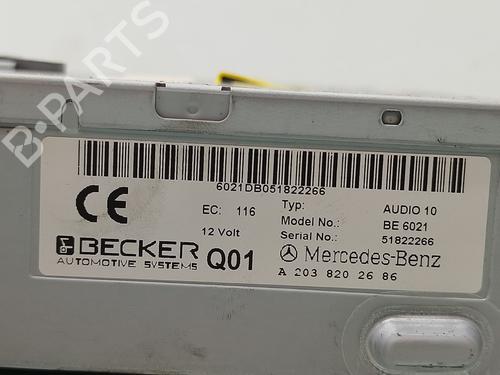 B-PARTS
6021DB051822266
CE
EC: 116
12 Volt
Typ: AUDIO 10
Model No.: BE 6021
Serial No.: 51822266
BECKER
AUTOMOTIVE SYSTEMS
Q01
Mercedes-Benz
A 203 820 26 86